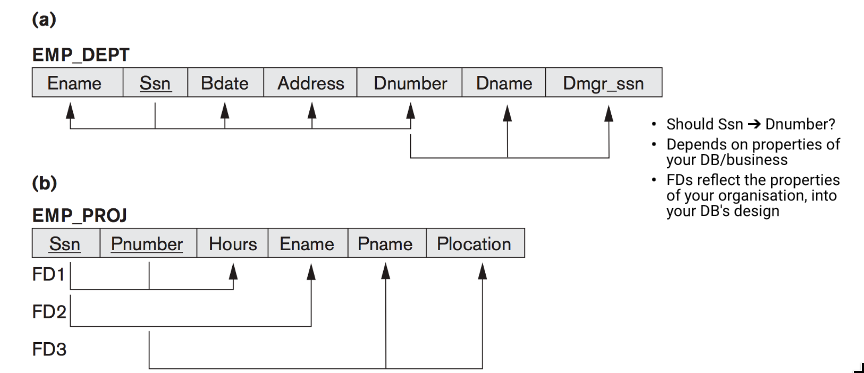 (a)
EMP_DEPT
Ename Ssn Bdate Address Dnumber Dname Dmgr_ssn
• Should Ssn ➔ Dnumber?
• Depends on properties of
your DB/business
• FDs reflect the properties
of your organisation, into
your DB's design
(b)
EMP_PROJ
Ssn Pnumber Hours Ename Pname Plocation
FD1
FD2
FD3